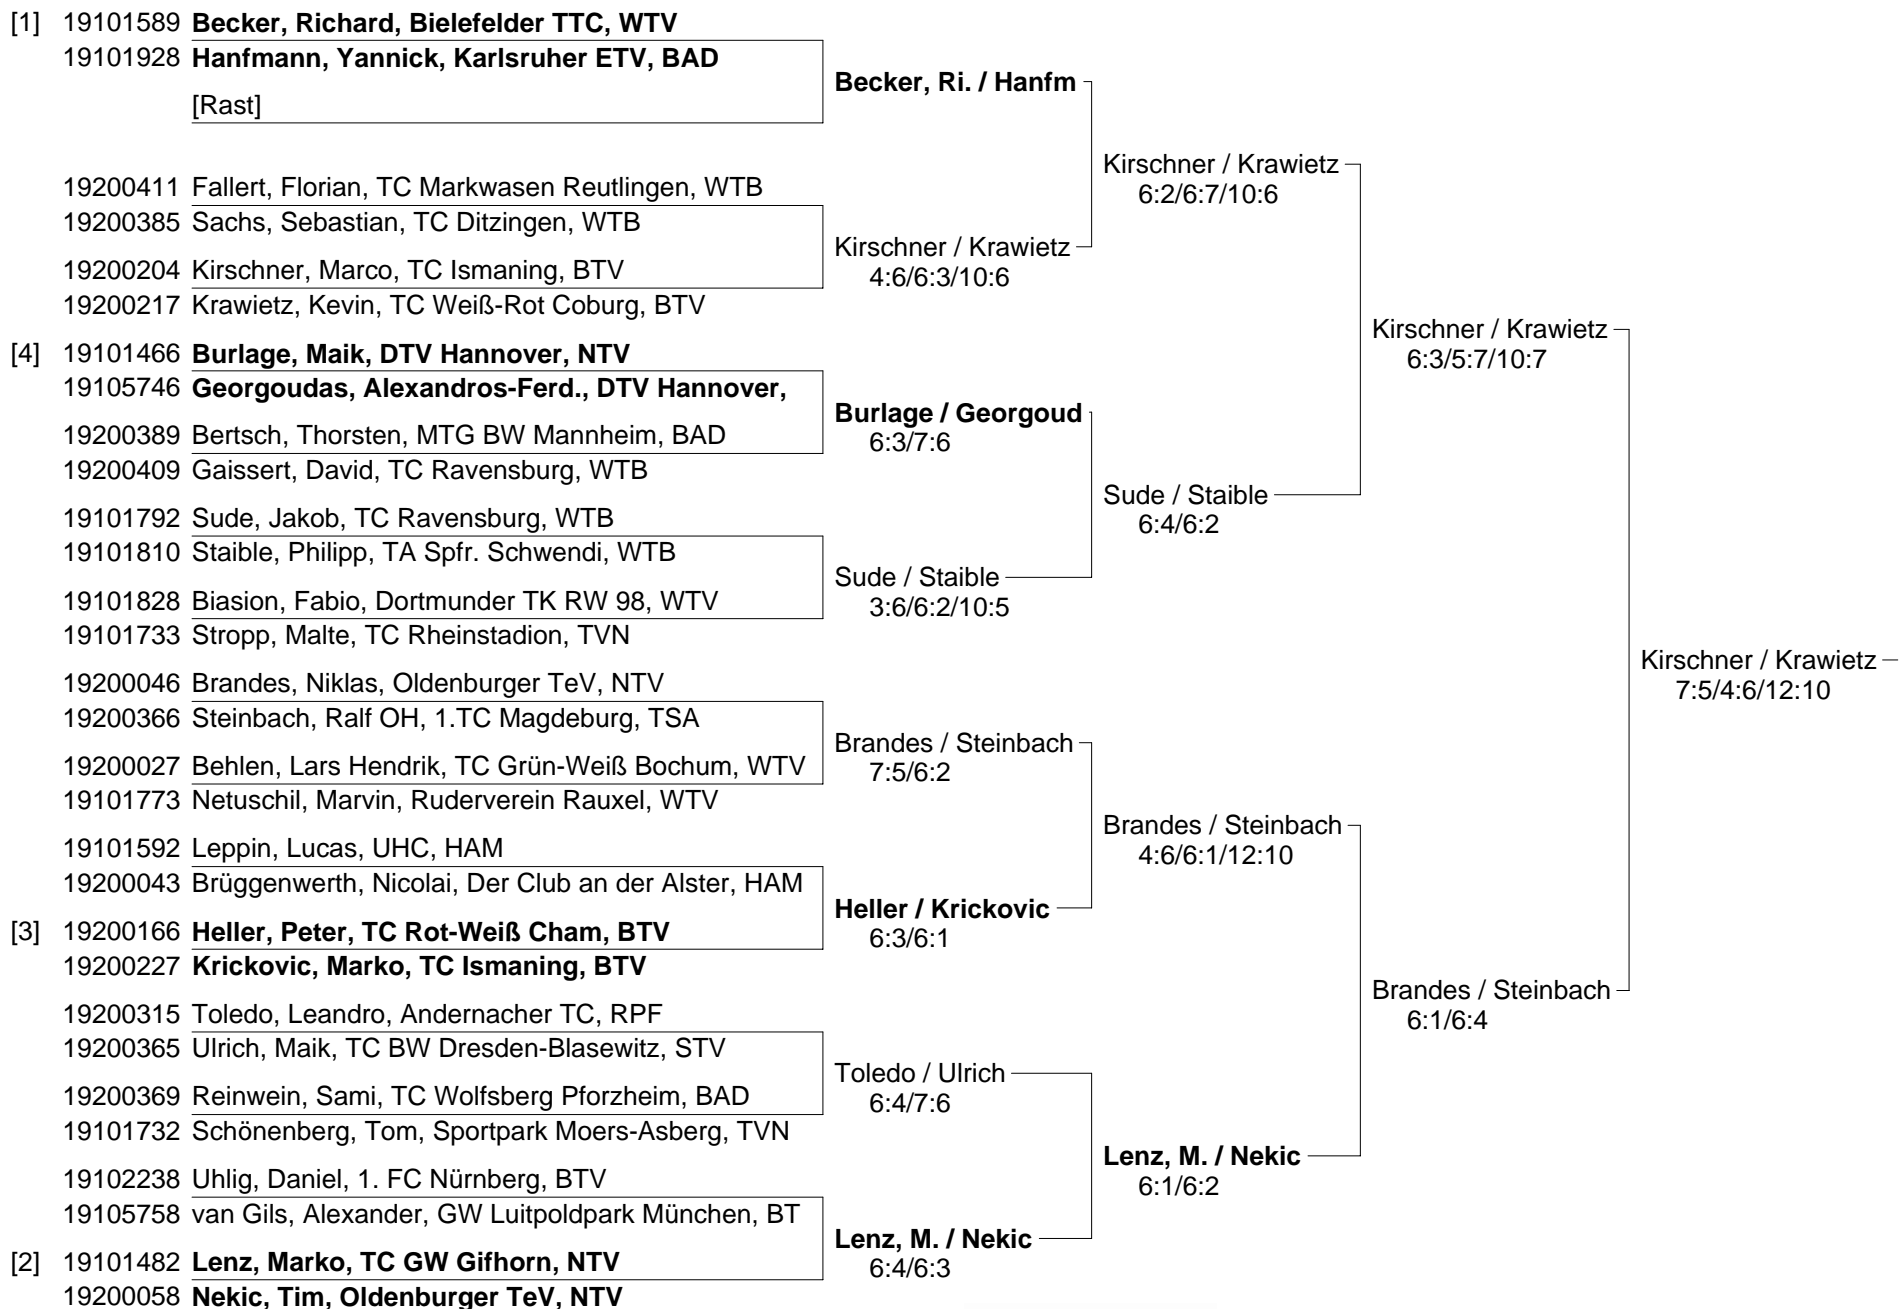 [1] 19101589 Becker, Richard, Bielefelder TTC, WTV
19101928 Hanfmann, Yannick, Karlsruher ETV, BAD
Becker, Ri. / Hanfm
[Rast]
Kirschner / Krawietz
6:2/6:7/10:6
19200411 Fallert, Florian, TC Markwasen Reutlingen, WTB
19200385 Sachs, Sebastian, TC Ditzingen, WTB
Kirschner / Krawietz
4:6/6:3/10:6
19200204 Kirschner, Marco, TC Ismaning, BTV
19200217 Krawietz, Kevin, TC Weiß-Rot Coburg, BTV
Kirschner / Krawietz
6:3/5:7/10:7
[4] 19101466 Burlage, Maik, DTV Hannover, NTV
19105746 Georgoudas, Alexandros-Ferd., DTV Hannover,
Burlage / Georgoud
6:3/7:6
19200389 Bertsch, Thorsten, MTG BW Mannheim, BAD
19200409 Gaissert, David, TC Ravensburg, WTB
Sude / Staible
6:4/6:2
19101792 Sude, Jakob, TC Ravensburg, WTB
19101810 Staible, Philipp, TA Spfr. Schwendi, WTB
Sude / Staible
3:6/6:2/10:5
19101828 Biasion, Fabio, Dortmunder TK RW 98, WTV
19101733 Stropp, Malte, TC Rheinstadion, TVN
Kirschner / Krawietz
7:5/4:6/12:10
19200046 Brandes, Niklas, Oldenburger TeV, NTV
19200366 Steinbach, Ralf OH, 1.TC Magdeburg, TSA
Brandes / Steinbach
7:5/6:2
19200027 Behlen, Lars Hendrik, TC Grün-Weiß Bochum, WTV
19101773 Netuschil, Marvin, Ruderverein Rauxel, WTV
Brandes / Steinbach
4:6/6:1/12:10
19101592 Leppin, Lucas, UHC, HAM
19200043 Brüggenwerth, Nicolai, Der Club an der Alster, HAM
Heller / Krickovic
6:3/6:1
[3] 19200166 Heller, Peter, TC Rot-Weiß Cham, BTV
19200227 Krickovic, Marko, TC Ismaning, BTV
Brandes / Steinbach
6:1/6:4
19200315 Toledo, Leandro, Andernacher TC, RPF
19200365 Ulrich, Maik, TC BW Dresden-Blasewitz, STV
Toledo / Ulrich
6:4/7:6
19200369 Reinwein, Sami, TC Wolfsberg Pforzheim, BAD
19101732 Schönenberg, Tom, Sportpark Moers-Asberg, TVN
Lenz, M. / Nekic
6:1/6:2
19102238 Uhlig, Daniel, 1. FC Nürnberg, BTV
19105758 van Gils, Alexander, GW Luitpoldpark München, BT
Lenz, M. / Nekic
6:4/6:3
[2] 19101482 Lenz, Marko, TC GW Gifhorn, NTV
19200058 Nekic, Tim, Oldenburger TeV, NTV